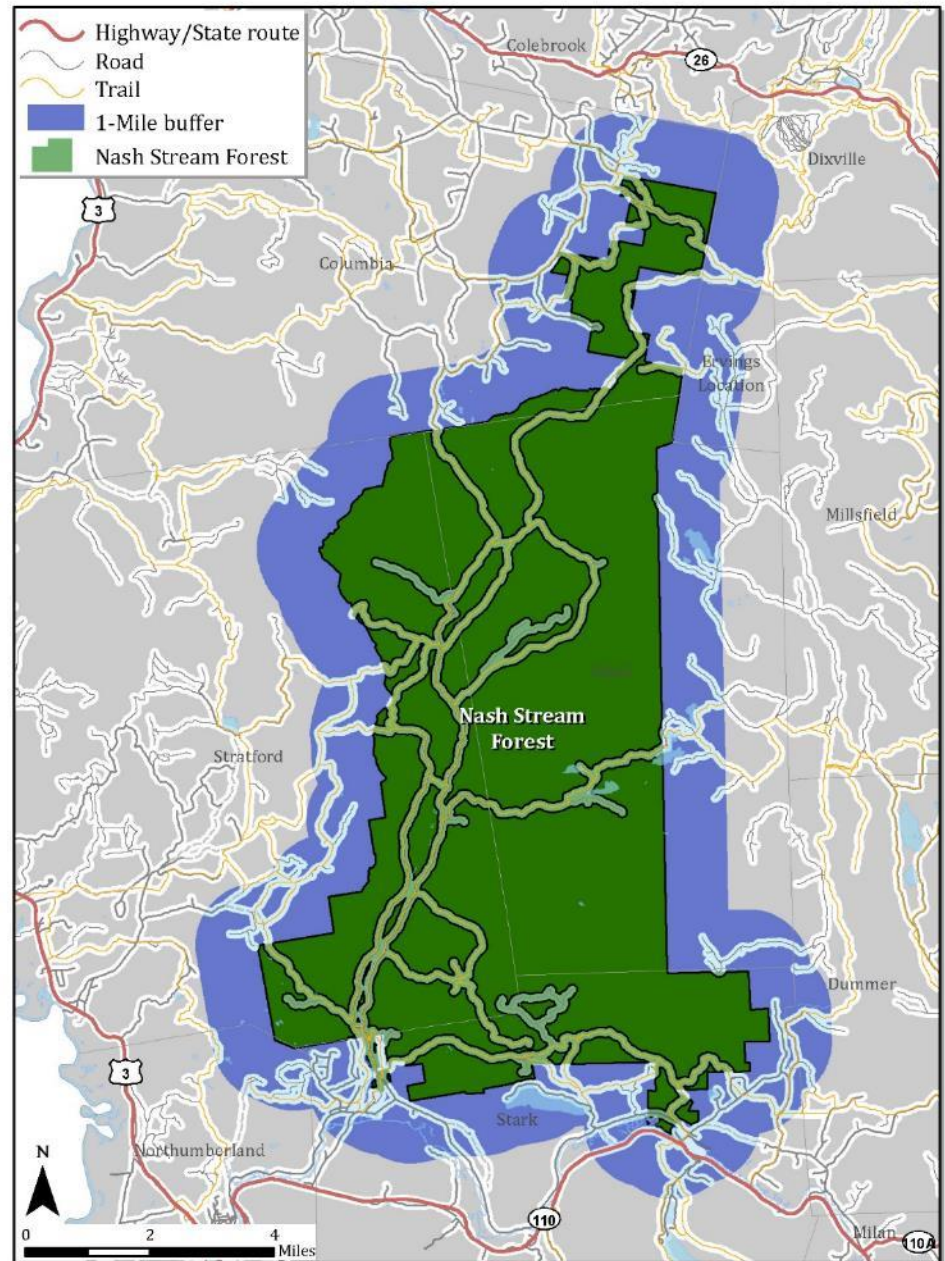 Highway/State route
Road
Trail
1-Mile buffer
Nash Stream Forest
Colebrook
26
Dixville
3
Columbia
Ervings
Location
Millsfield
Nash Stream
Forest
Stratford
Dummer
3
Stark
Northumberland
N
110
Milan
110A
0 2 4
Miles